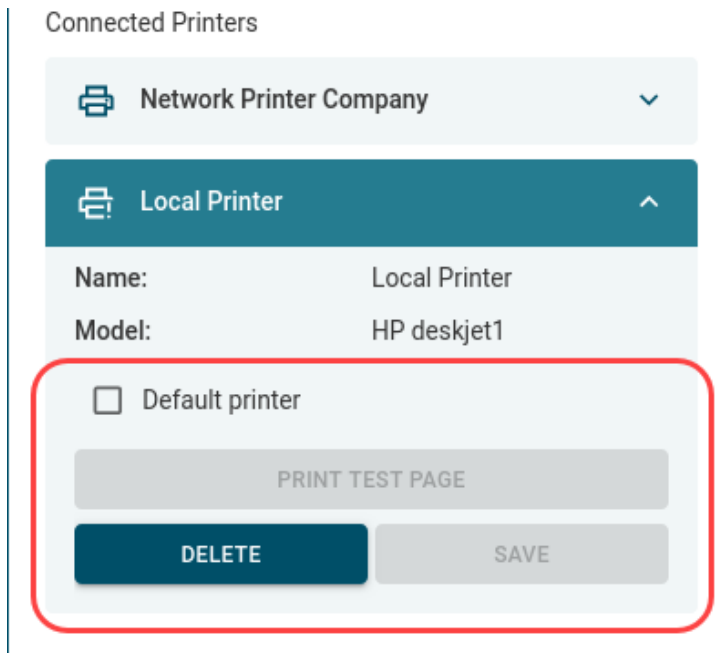 Connected Printers
Network Printer Company
Local Printer
Name: Local Printer
Model: HP deskjet1
Default printer
PRINT TEST PAGE
DELETE SAVE